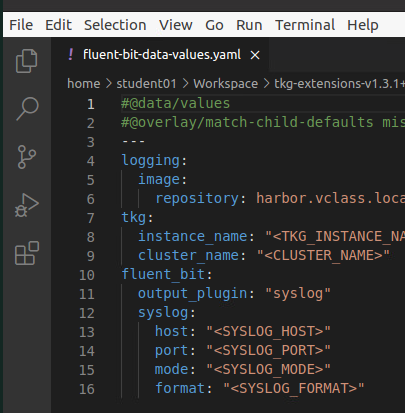 File Edit Selection View Go Run Terminal Help
! fluent-bit-data-values.yaml ×
home > student01 > Workspace > tkg-extensions-v1.3.1+
1 #@data/values
2 #@overlay/match-child-defaults mis
3 ---
4 logging:
5 image:
6 repository: harbor.vclass.loca
7 tkg:
8 instance_name: "<TKG_INSTANCE_NA
9 cluster_name: "<CLUSTER_NAME>"
10 fluent_bit:
11 output_plugin: "syslog"
12 syslog:
13 host: "<SYSLOG_HOST>"
14 port: "<SYSLOG_PORT>"
15 mode: "<SYSLOG_MODE>"
16 format: "<SYSLOG_FORMAT>"